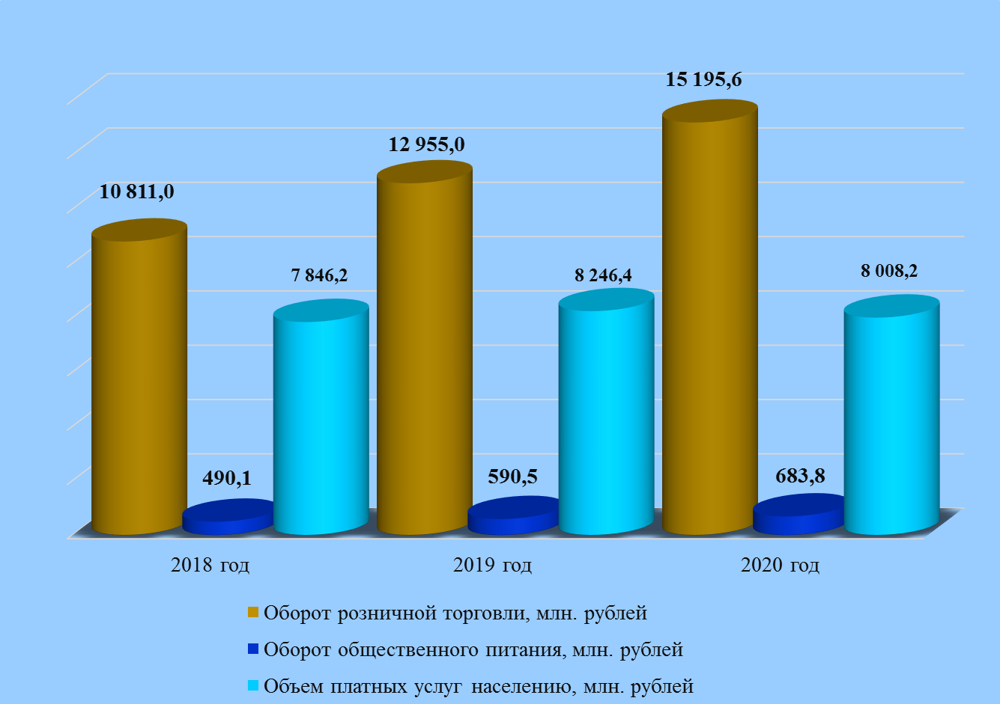 15 195,6
12 955,0
10 811,0
7 846,2
8 246,4
8 008,2
490,1
590,5
683,8
2018 год
2019 год
2020 год
Оборот розничной торговли, млн. рублей
Оборот общественного питания, млн. рублей
Объем платных услуг населению, млн. рублей